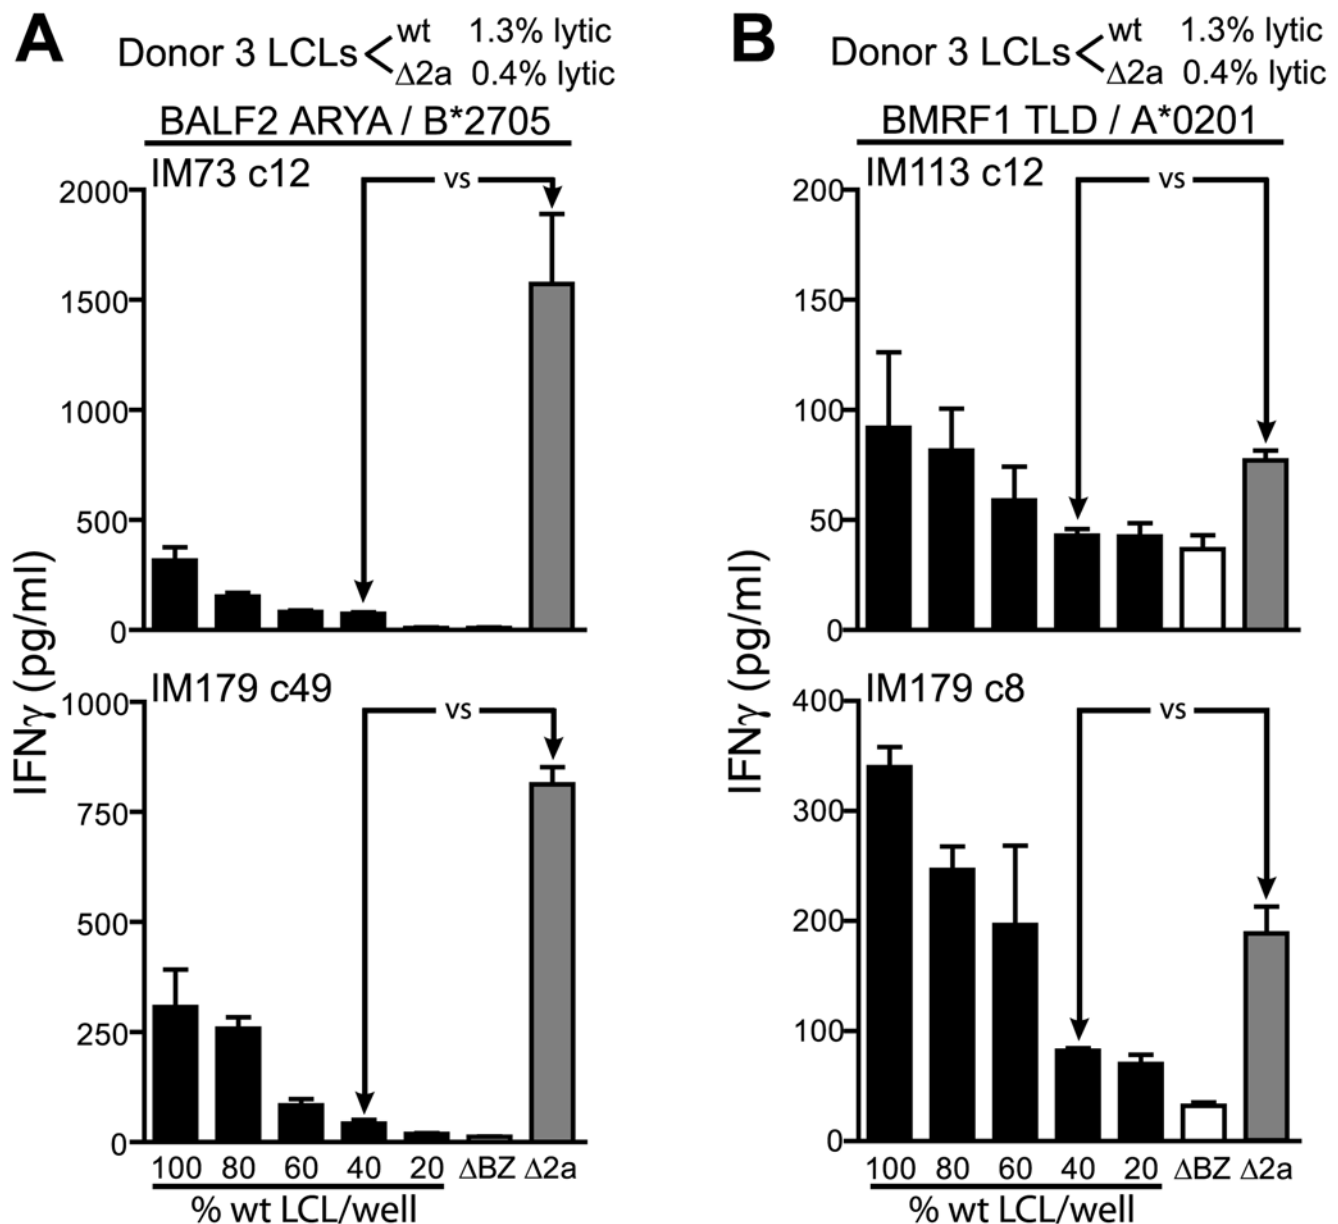 A
Donor 3 LCLs
wt 1.3% lytic
Δ2a 0.4% lytic
BALF2 ARYA / B*2705
IM73 c12
vs
2000
1500
1000
500
0
IM179 c49
vs
1000
750
500
250
0
IFNγ (pg/ml)
100 80 60 40 20 ΔBZ Δ2a
% wt LCL/well
B
Donor 3 LCLs
wt 1.3% lytic
Δ2a 0.4% lytic
BMRF1 TLD / A*0201
IM113 c12
vs
200
150
100
50
0
IM179 c8
vs
400
300
200
100
0
IFNγ (pg/ml)
100 80 60 40 20 ΔBZ Δ2a
% wt LCL/well